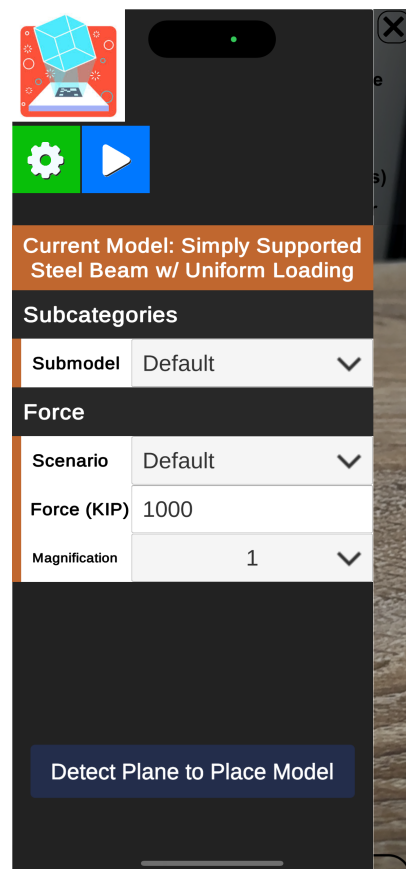 Current Model: Simply Supported
Steel Beam w/ Uniform Loading
Subcategories
Submodel Default
Force
Scenario Default
Force (KIP) 1000
Magnification 1
Detect Plane to Place Model
e
s)